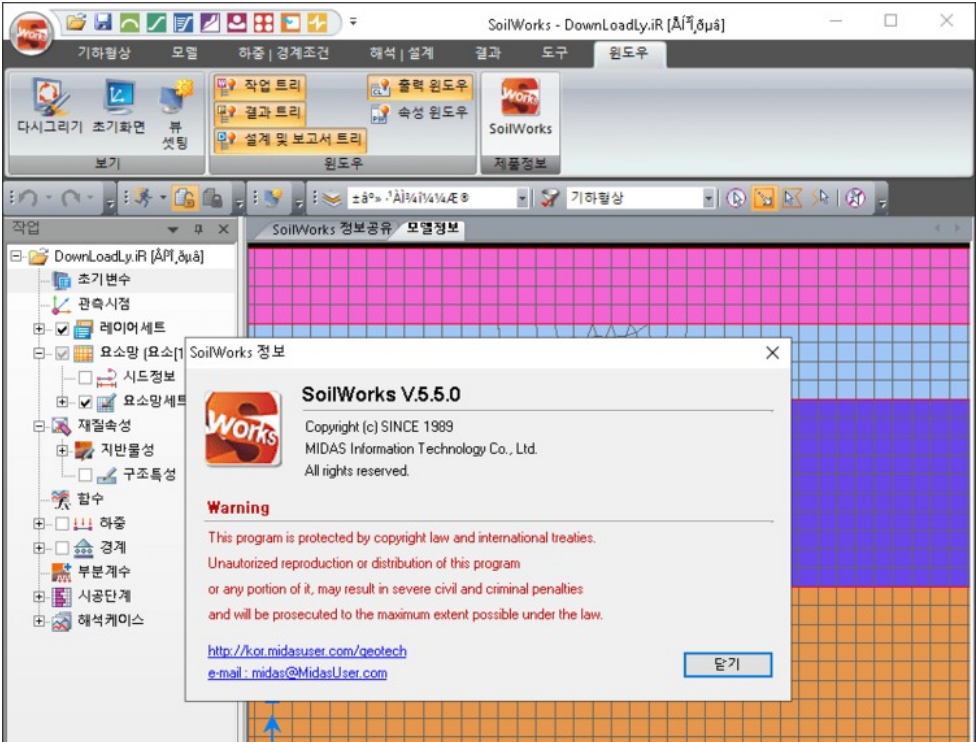 SoilWorks - DownLoadLy.iR [ÅÍ³Î¸ðµâ]
Works
기하형상 모델 하중 | 경계조건 해석 | 설계 결과 도구 윈도우
작업 트리 출력 윈도우
결과 트리 속성 윈도우
설계 및 보고서 트리
다시그리기 초기화면 뷰 셋팅
Works
SoilWorks
보기 윈도우 제품정보
기하형상
작업
SoilWorks 정보공유 모델정보
DownLoadLy.iR
초기변수
관측시점
레이어세트
요소망 (요소[1
시드정보
요소망세트
재질속성
지반물성
구조특성
함수
하중
경계
부분계수
시공단계
해석케이스
SoilWorks 정보
Works
SoilWorks V.5.5.0
Copyright (c) SINCE 1989
MIDAS Information Technology Co., Ltd.
All rights reserved.
Warning
This program is protected by copyright law and international treaties.
Unautorized reproduction or distribution of this program
or any portion of it, may result in severe civil and criminal penalties
and will be prosecuted to the maximum extent possible under the law.
http://kor.midasuser.com/geotech
e-mail : midas@MidasUser.com
닫기